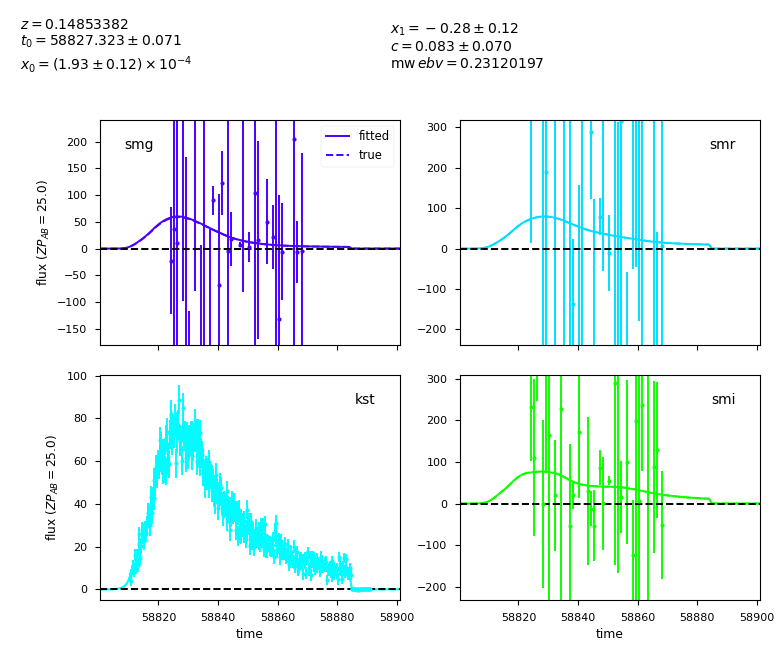 z = 0.14853382
t₀ = 58827.323 ± 0.071
x₀ = (1.93 ± 0.12) × 10⁻⁴
x₁ = −0.28 ± 0.12
c = 0.083 ± 0.070
mw ebv = 0.23120197
smg
fitted
true
200
150
100
50
0
−50
−100
−150
flux (ZP_AB = 25.0)
smr
300
200
100
0
−100
−200
kst
100
80
60
40
20
0
flux (ZP_AB = 25.0)
58820
58840
58860
58880
58900
time
smi
300
200
100
0
−100
−200
58820
58840
58860
58880
58900
time